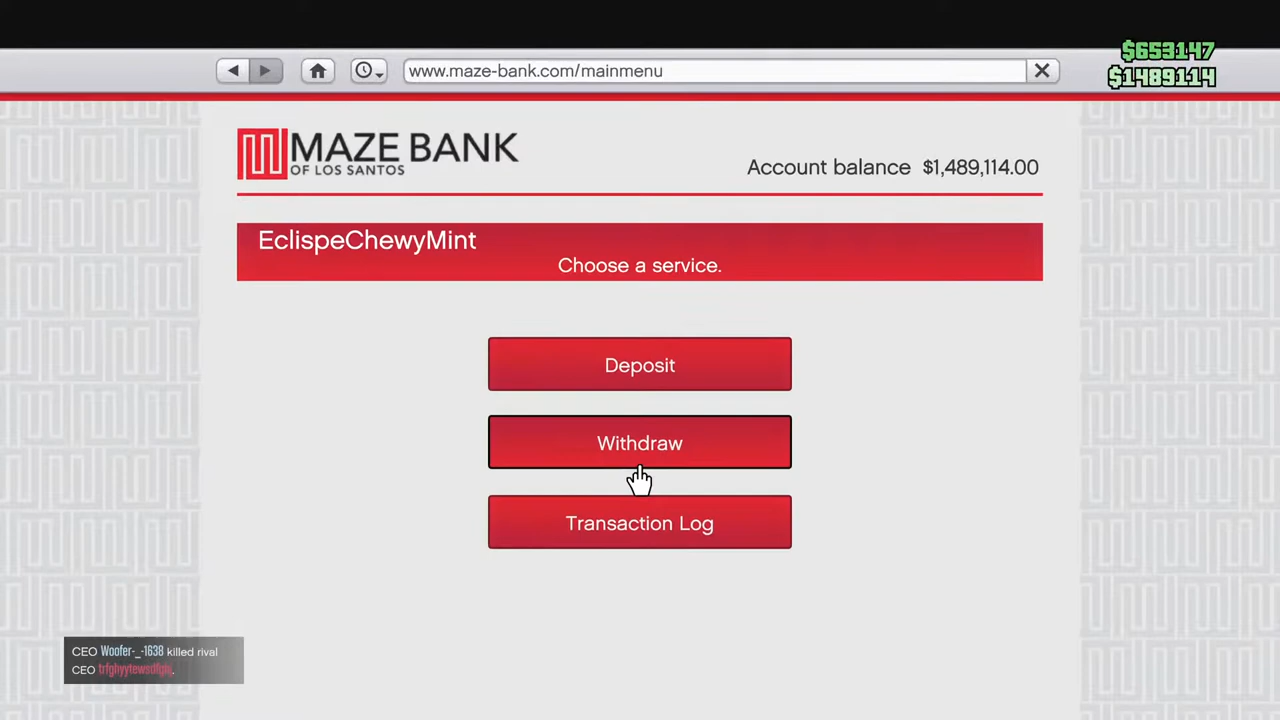 $653147
$1489114
www.maze-bank.com/mainmenu
MAZE BANK
OF LOS SANTOS
Account balance $1,489,114.00
EclispeChewyMint
Choose a service.
Deposit
Withdraw
Transaction Log
CEO Woofer-_-1638 killed rival
CEO